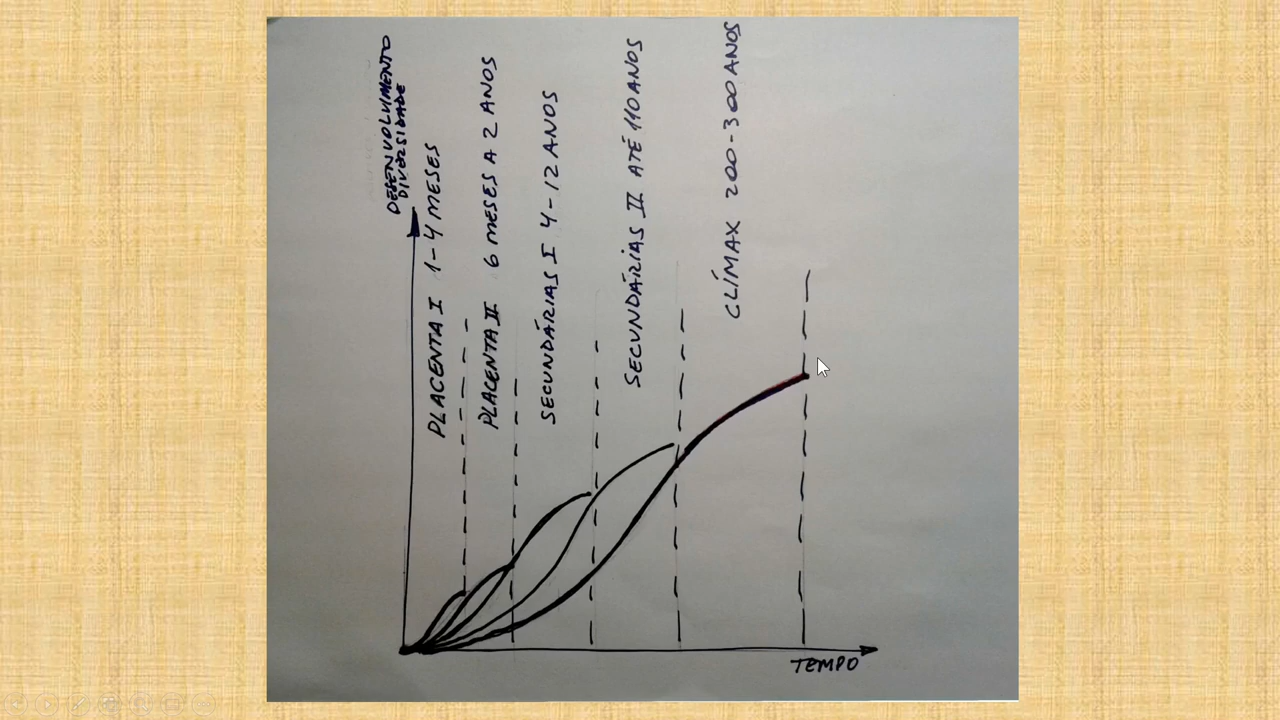 DESENVOLVIMENTO
DIVERSIDADE
PLACENTA I 1-4 MESES
PLACENTA II 6 MESES A 2 ANOS
SECUNDÁRIAS I 4-12 ANOS
SECUNDÁRIAS II ATÉ 110 ANOS
CLÍMAX 200-300 ANOS
TEMPO